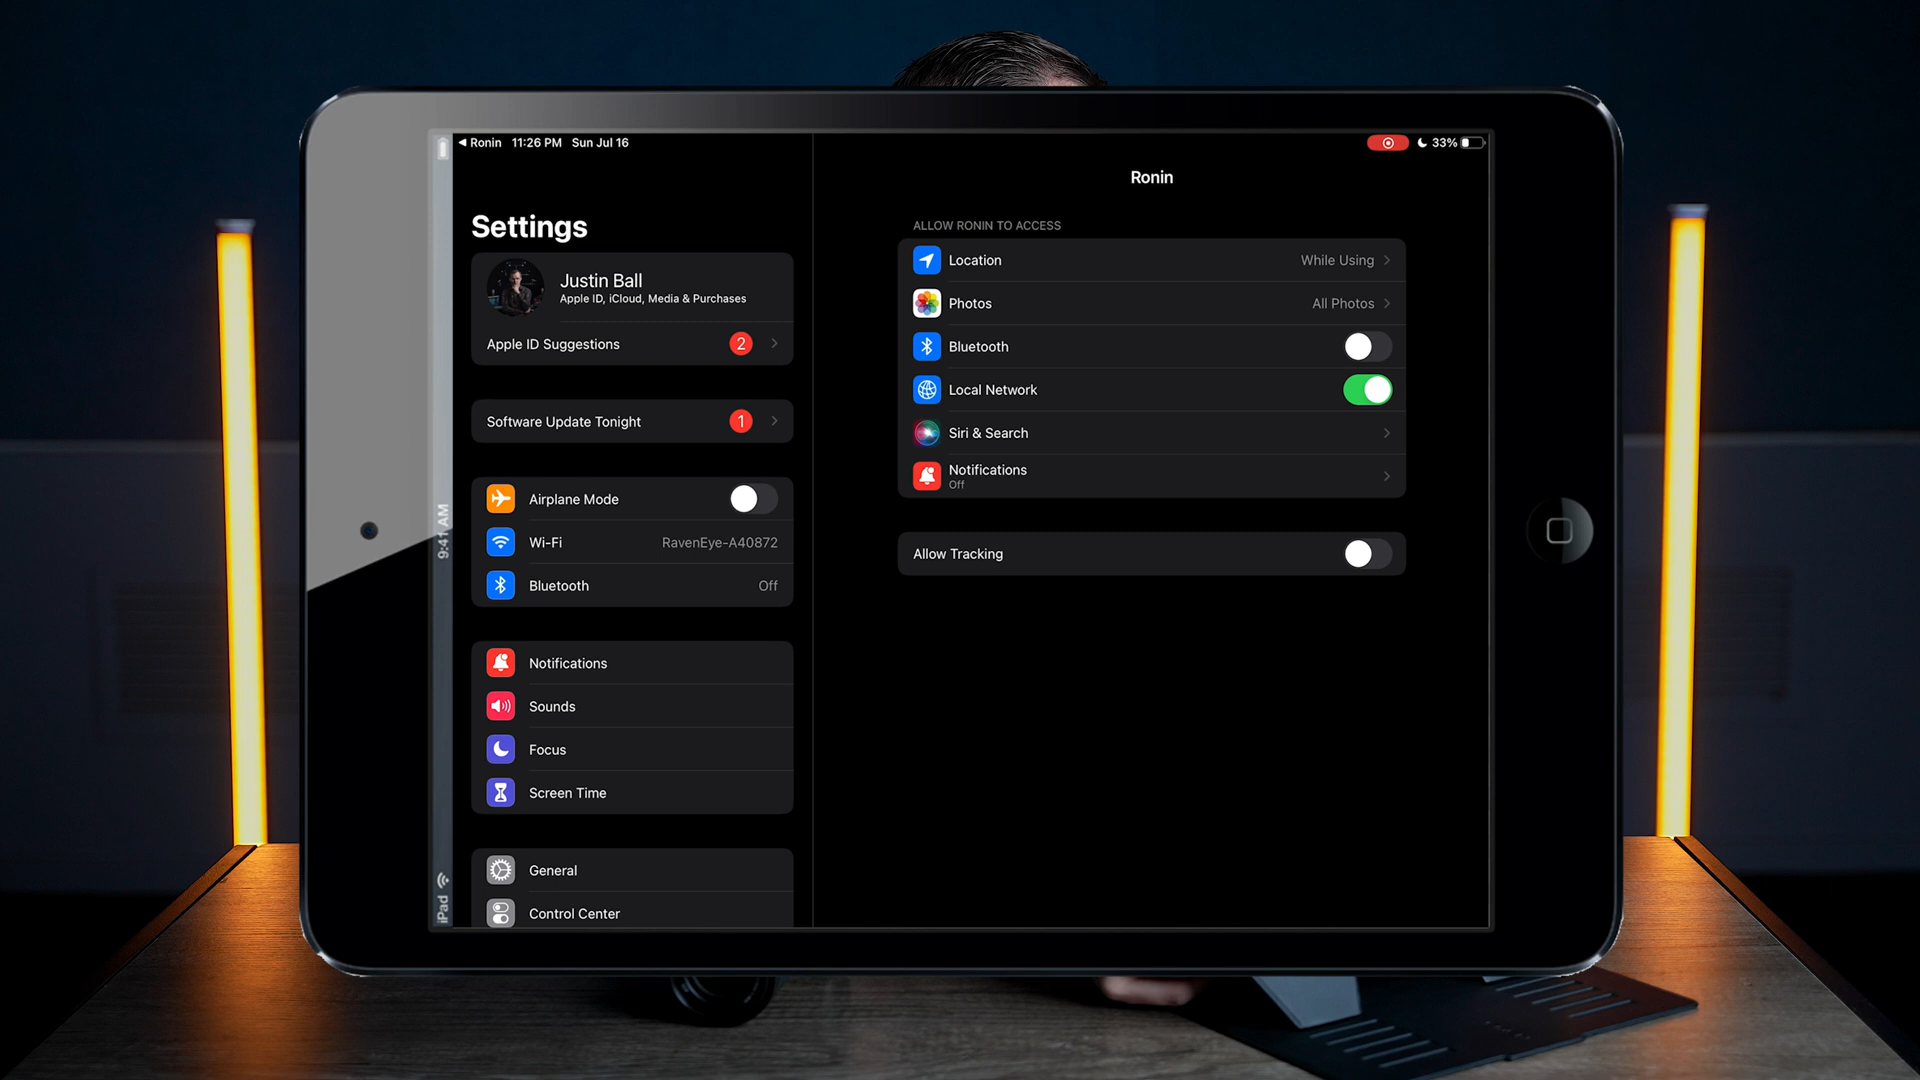 Ronin 11:26 PM Sun Jul 16
33%
Settings
Justin Ball
Apple ID, iCloud, Media & Purchases
Apple ID Suggestions 2
Software Update Tonight 1
Airplane Mode
Wi-Fi RavenEye-A40872
Bluetooth Off
Notifications
Sounds
Focus
Screen Time
General
Control Center
Ronin
ALLOW RONIN TO ACCESS
Location While Using
Photos All Photos
Bluetooth
Local Network
Siri & Search
Notifications
Off
Allow Tracking
9:41 AM
iPad